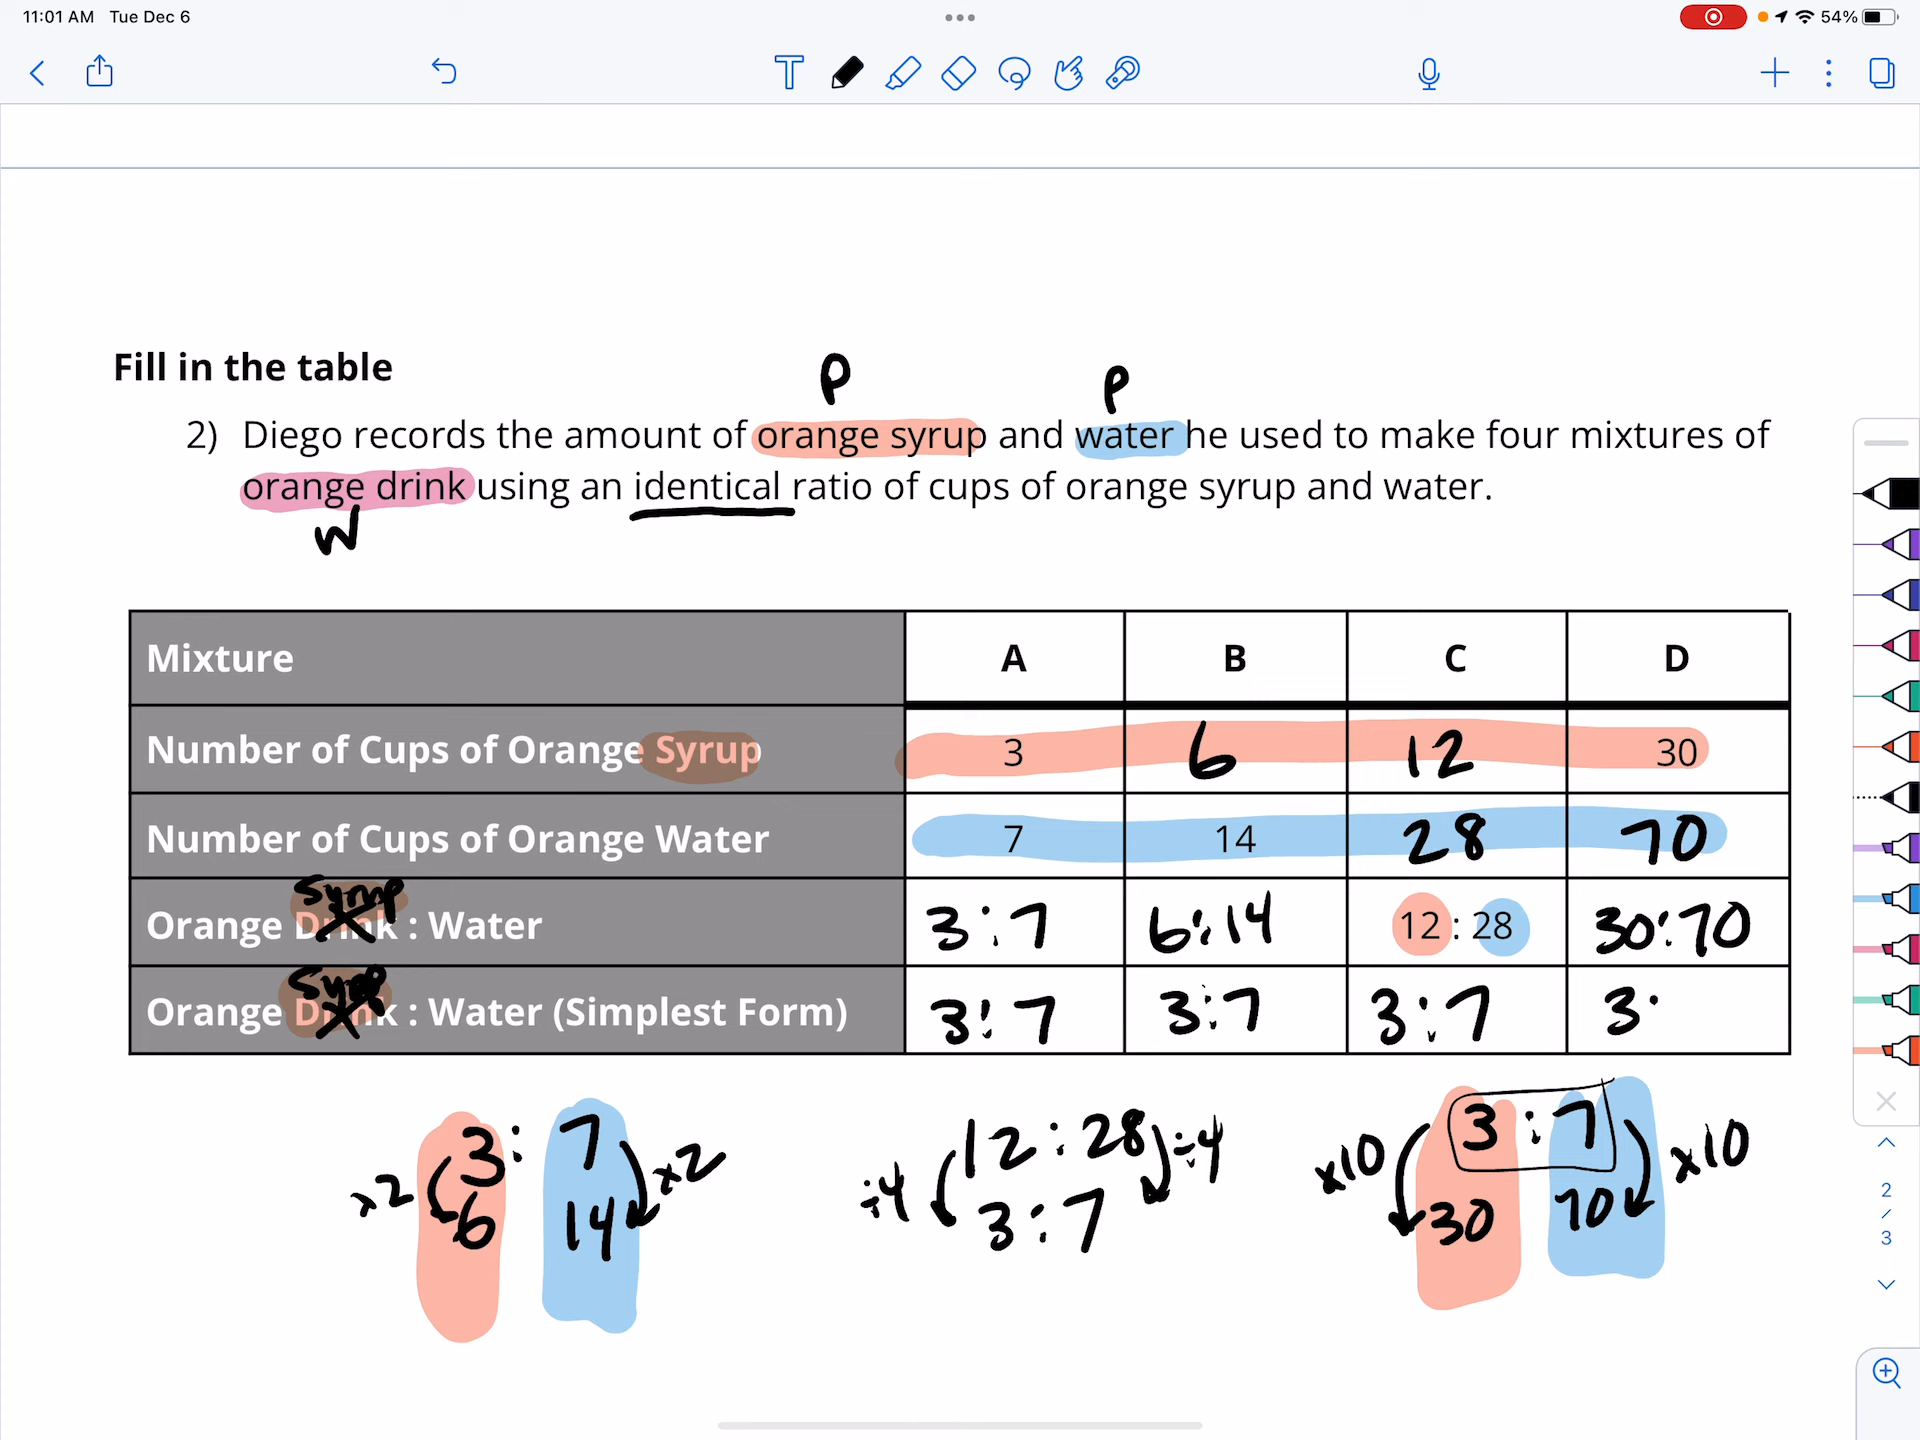 11:01 AM Tue Dec 6
54%
Fill in the table
P
P
2) Diego records the amount of orange syrup and water he used to make four mixtures of
orange drink using an identical ratio of cups of orange syrup and water.
W
Mixture A B C D
Number of Cups of Orange Syrup 3 6 12 30
Number of Cups of Orange Water 7 14 28 70
Syrup
Orange Drink : Water 3:7 6:14 12 : 28 30:70
Syrup
Orange Drink : Water (Simplest Form) 3:7 3:7 3:7 3:
x2 3:7 x2
6 14
÷4 12:28 ÷4
3:7
x10 3:7 x10
30 70
2
/
3